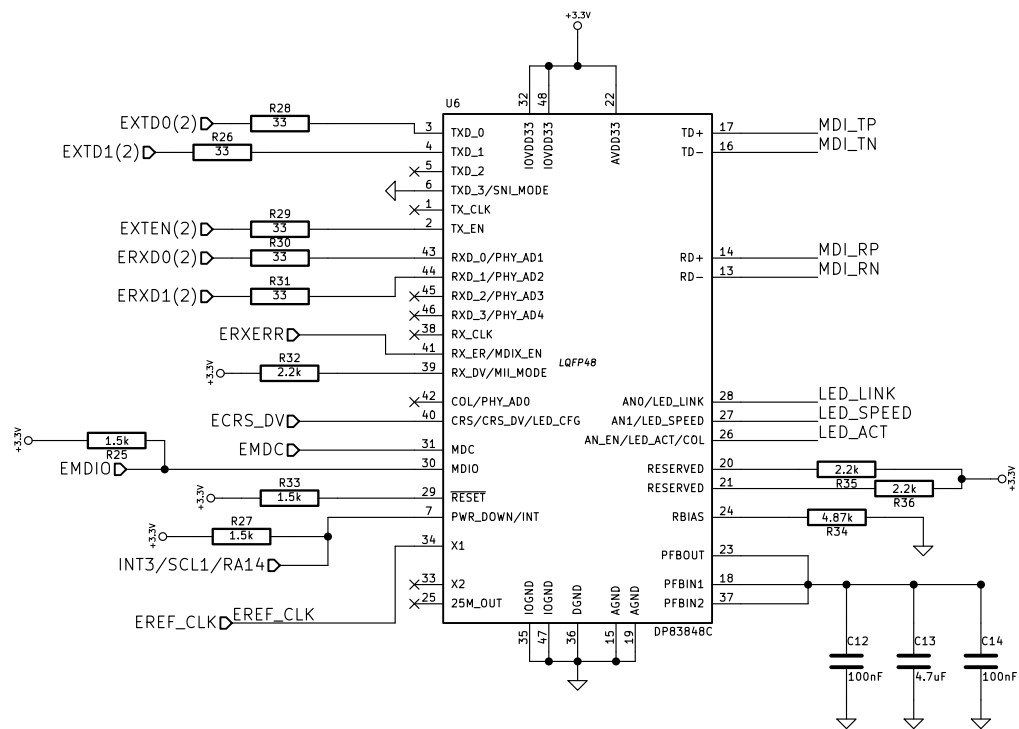 +3.3V
U6
32 IOVDD33
48 IOVDD33
22 AVDD33
EXTD0(2) R28 33 3 TXD_0
EXTD1(2) R26 33 4 TXD_1
5 TXD_2
6 TXD_3/SNI_MODE
1 TX_CLK
EXTEN(2) R29 33 2 TX_EN
ERXD0(2) R30 33 43 RXD_0/PHY_AD1
ERXD1(2) R31 33 44 RXD_1/PHY_AD2
45 RXD_2/PHY_AD3
46 RXD_3/PHY_AD4
38 RX_CLK
ERXERR 41 RX_ER/MDIX_EN
+3.3V R32 2.2k 39 RX_DV/MII_MODE
LQFP48
42 COL/PHY_AD0
ECRS_DV 40 CRS/CRS_DV/LED_CFG
EMDC 31 MDC
+3.3V 1.5k R25
EMDIO 30 MDIO
+3.3V R33 1.5k 29 RESET
7 PWR_DOWN/INT
+3.3V R27 1.5k
INT3/SCL1/RA14
34 X1
33 X2
25 25M_OUT
EREF_CLK EREF_CLK
TD+ 17 MDI_TP
TD- 16 MDI_TN
RD+ 14 MDI_RP
RD- 13 MDI_RN
AN0/LED_LINK 28 LED_LINK
AN1/LED_SPEED 27 LED_SPEED
AN_EN/LED_ACT/COL 26 LED_ACT
RESERVED 20 2.2k R35
RESERVED 21 2.2k R36
+3.3V
RBIAS 24 4.87k R34
PFBOUT 23
PFBIN1 18
PFBIN2 37
35 IOGND
47 IOGND
36 DGND
15 AGND
19 AGND
DP83848C
C12 100nF
C13 4.7uF
C14 100nF